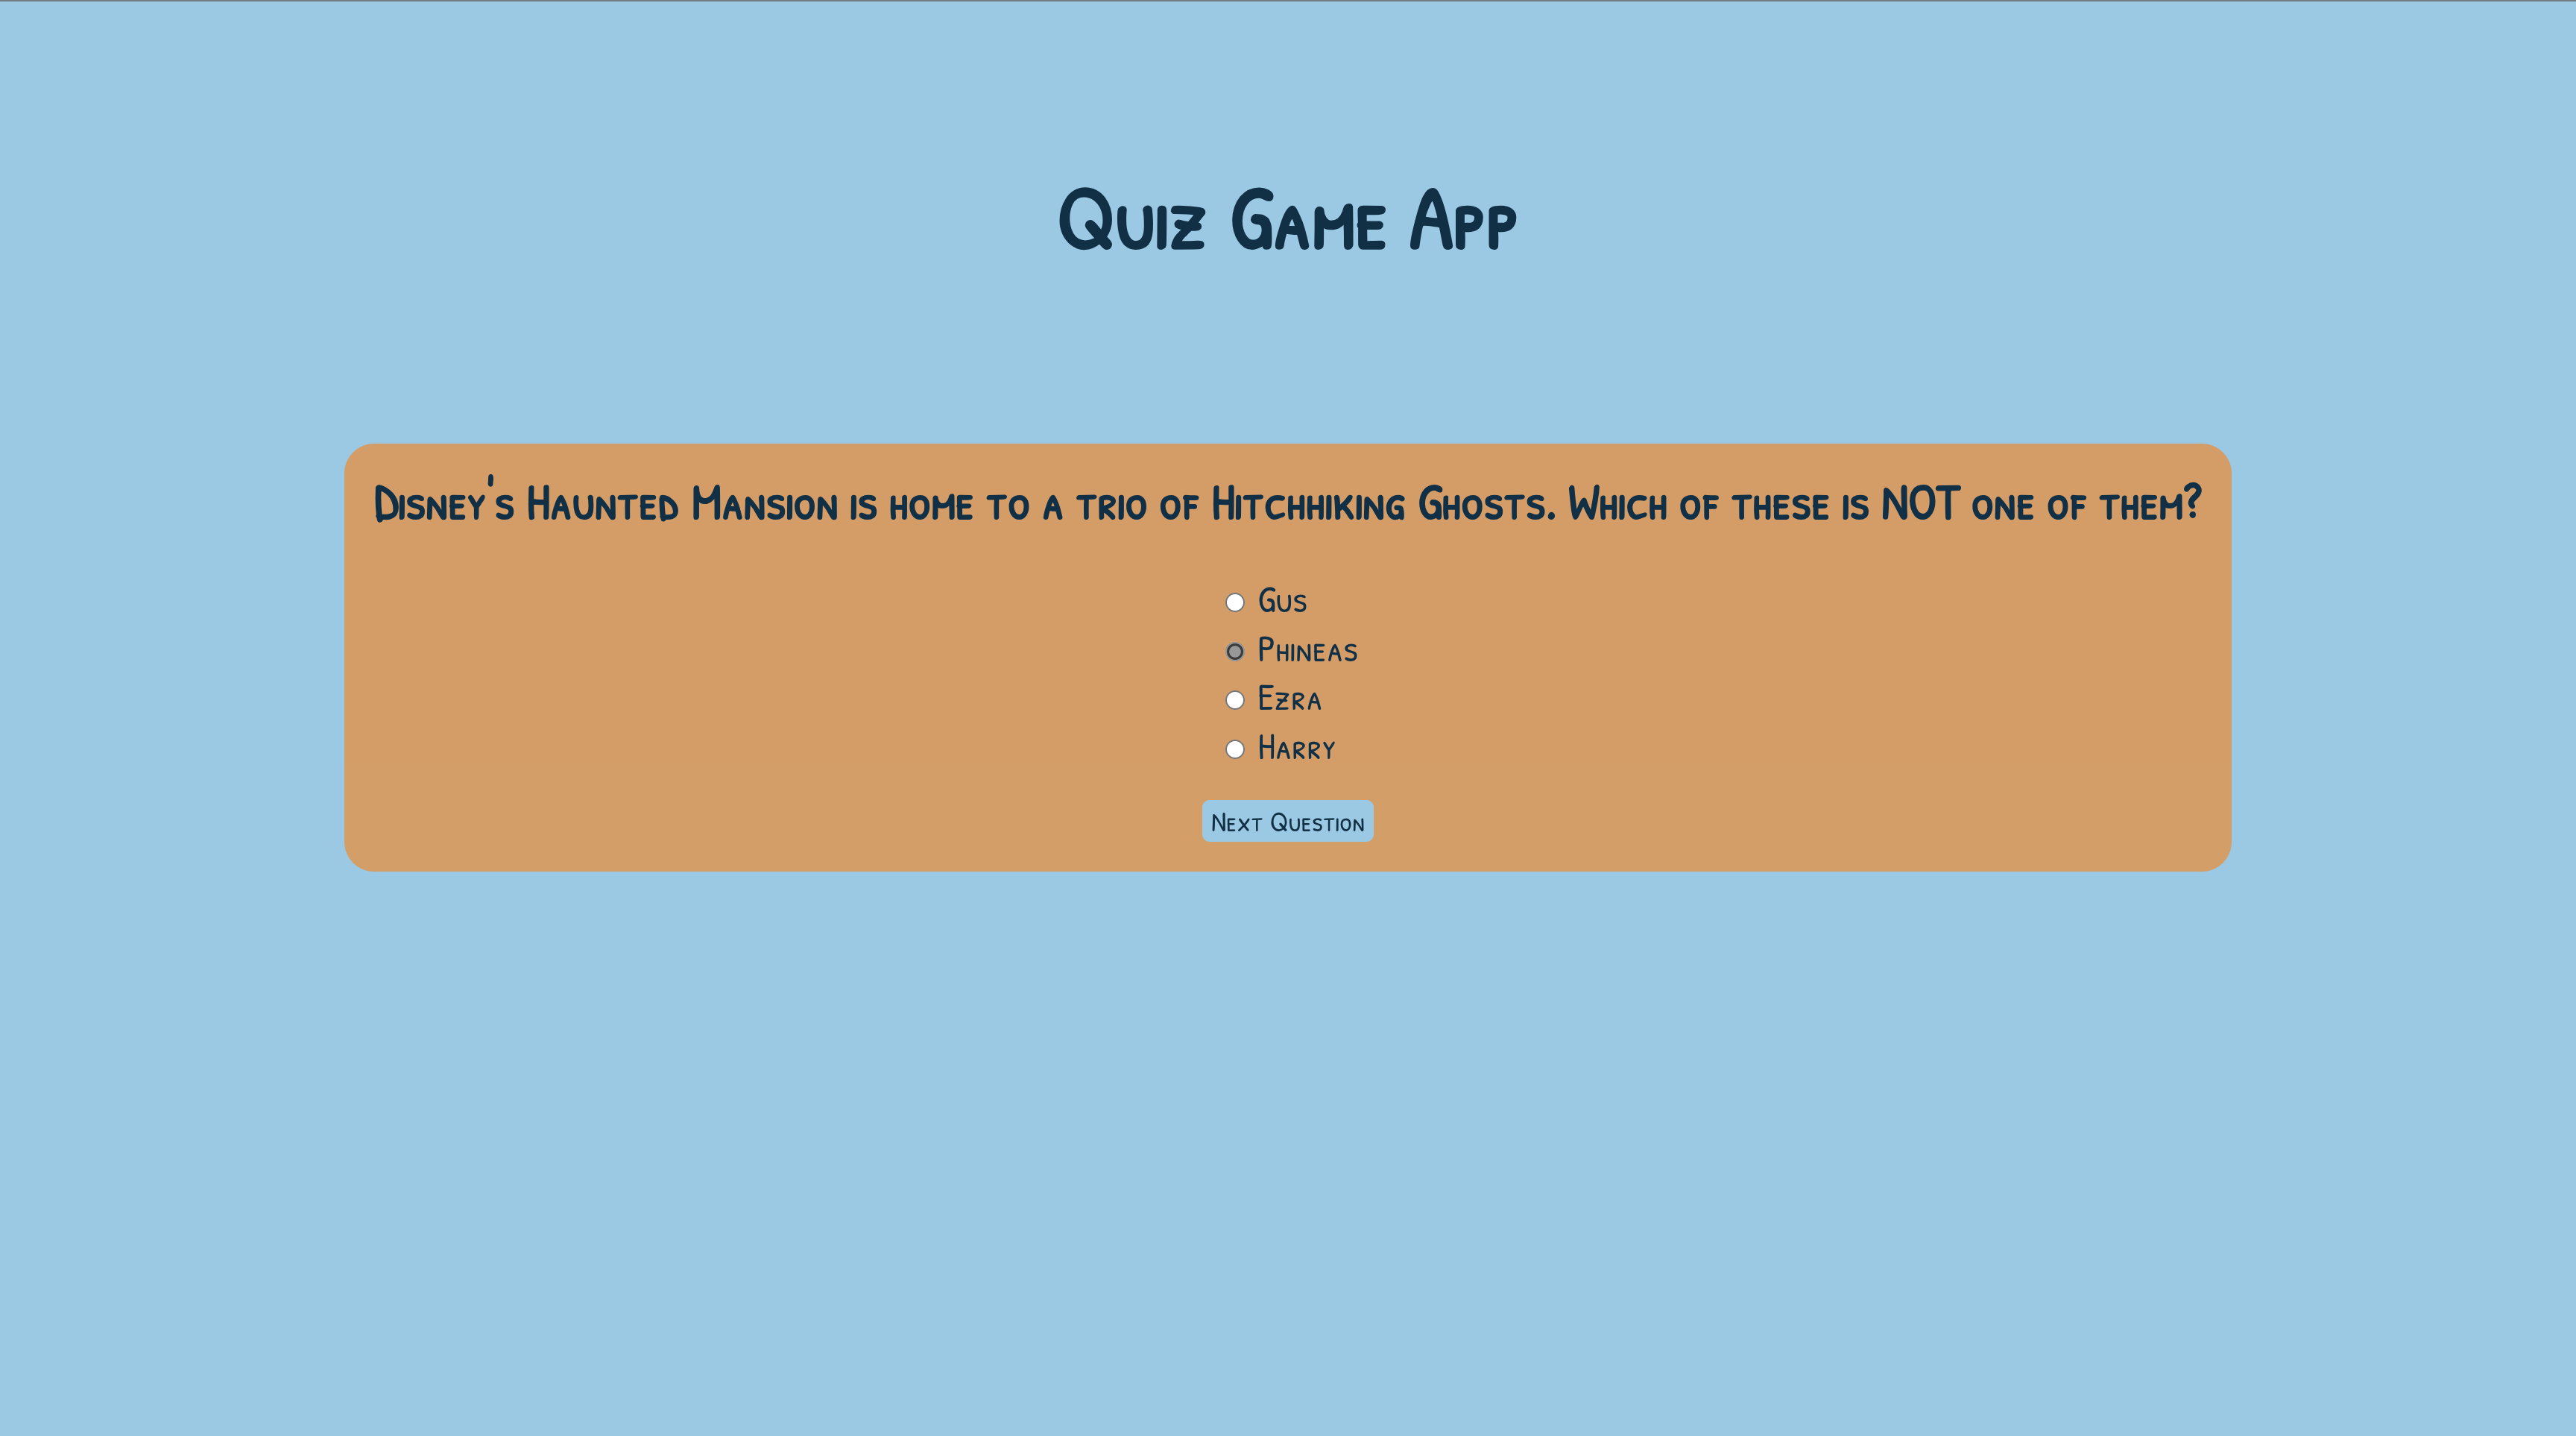 Quiz Game App
Disney's Haunted Mansion is home to a trio of Hitchhiking Ghosts. Which of these is NOT one of them?
Gus
Phineas
Ezra
Harry
Next Question